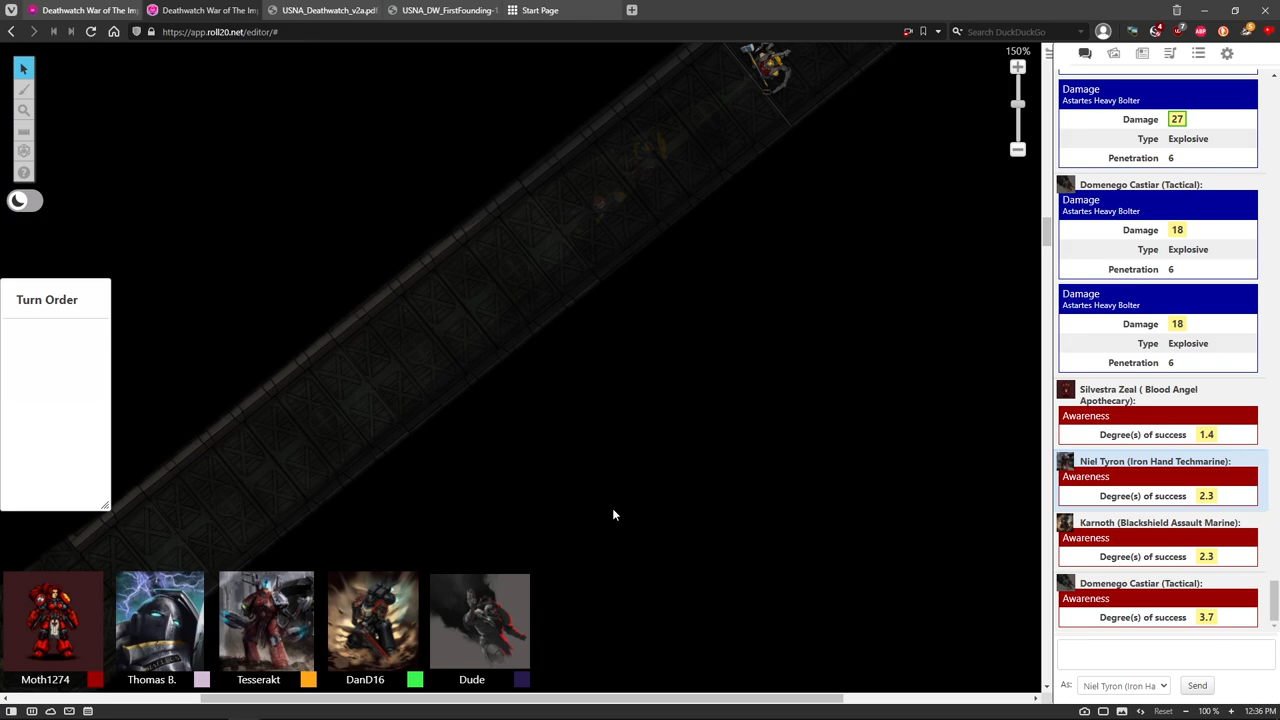 Deathwatch War of The Im
Deathwatch War of The Im
USNA_Deathwatch_v2a.pd
USNA_DW_FirstFounding-
Start Page
https://app.roll20.net/editor/#
Search DuckDuckGo
150%
Turn Order
Damage
Astartes Heavy Bolter
Damage 27
Type Explosive
Penetration 6
Domenego Castiar (Tactical):
Damage
Astartes Heavy Bolter
Damage 18
Type Explosive
Penetration 6
Damage
Astartes Heavy Bolter
Damage 18
Type Explosive
Penetration 6
Silvestra Zeal ( Blood Angel
Apothecary):
Awareness
Degree(s) of success 1.4
Niel Tyron (Iron Hand Techmarine):
Awareness
Degree(s) of success 2.3
Karnoth (Blackshield Assault Marine):
Awareness
Degree(s) of success 2.3
Domenego Castiar (Tactical):
Awareness
Degree(s) of success 3.7
Moth1274
Thomas B.
Tesserakt
DanD16
Dude
As: Niel Tyron (Iron Ha Send
Reset 100 % 12:36 PM